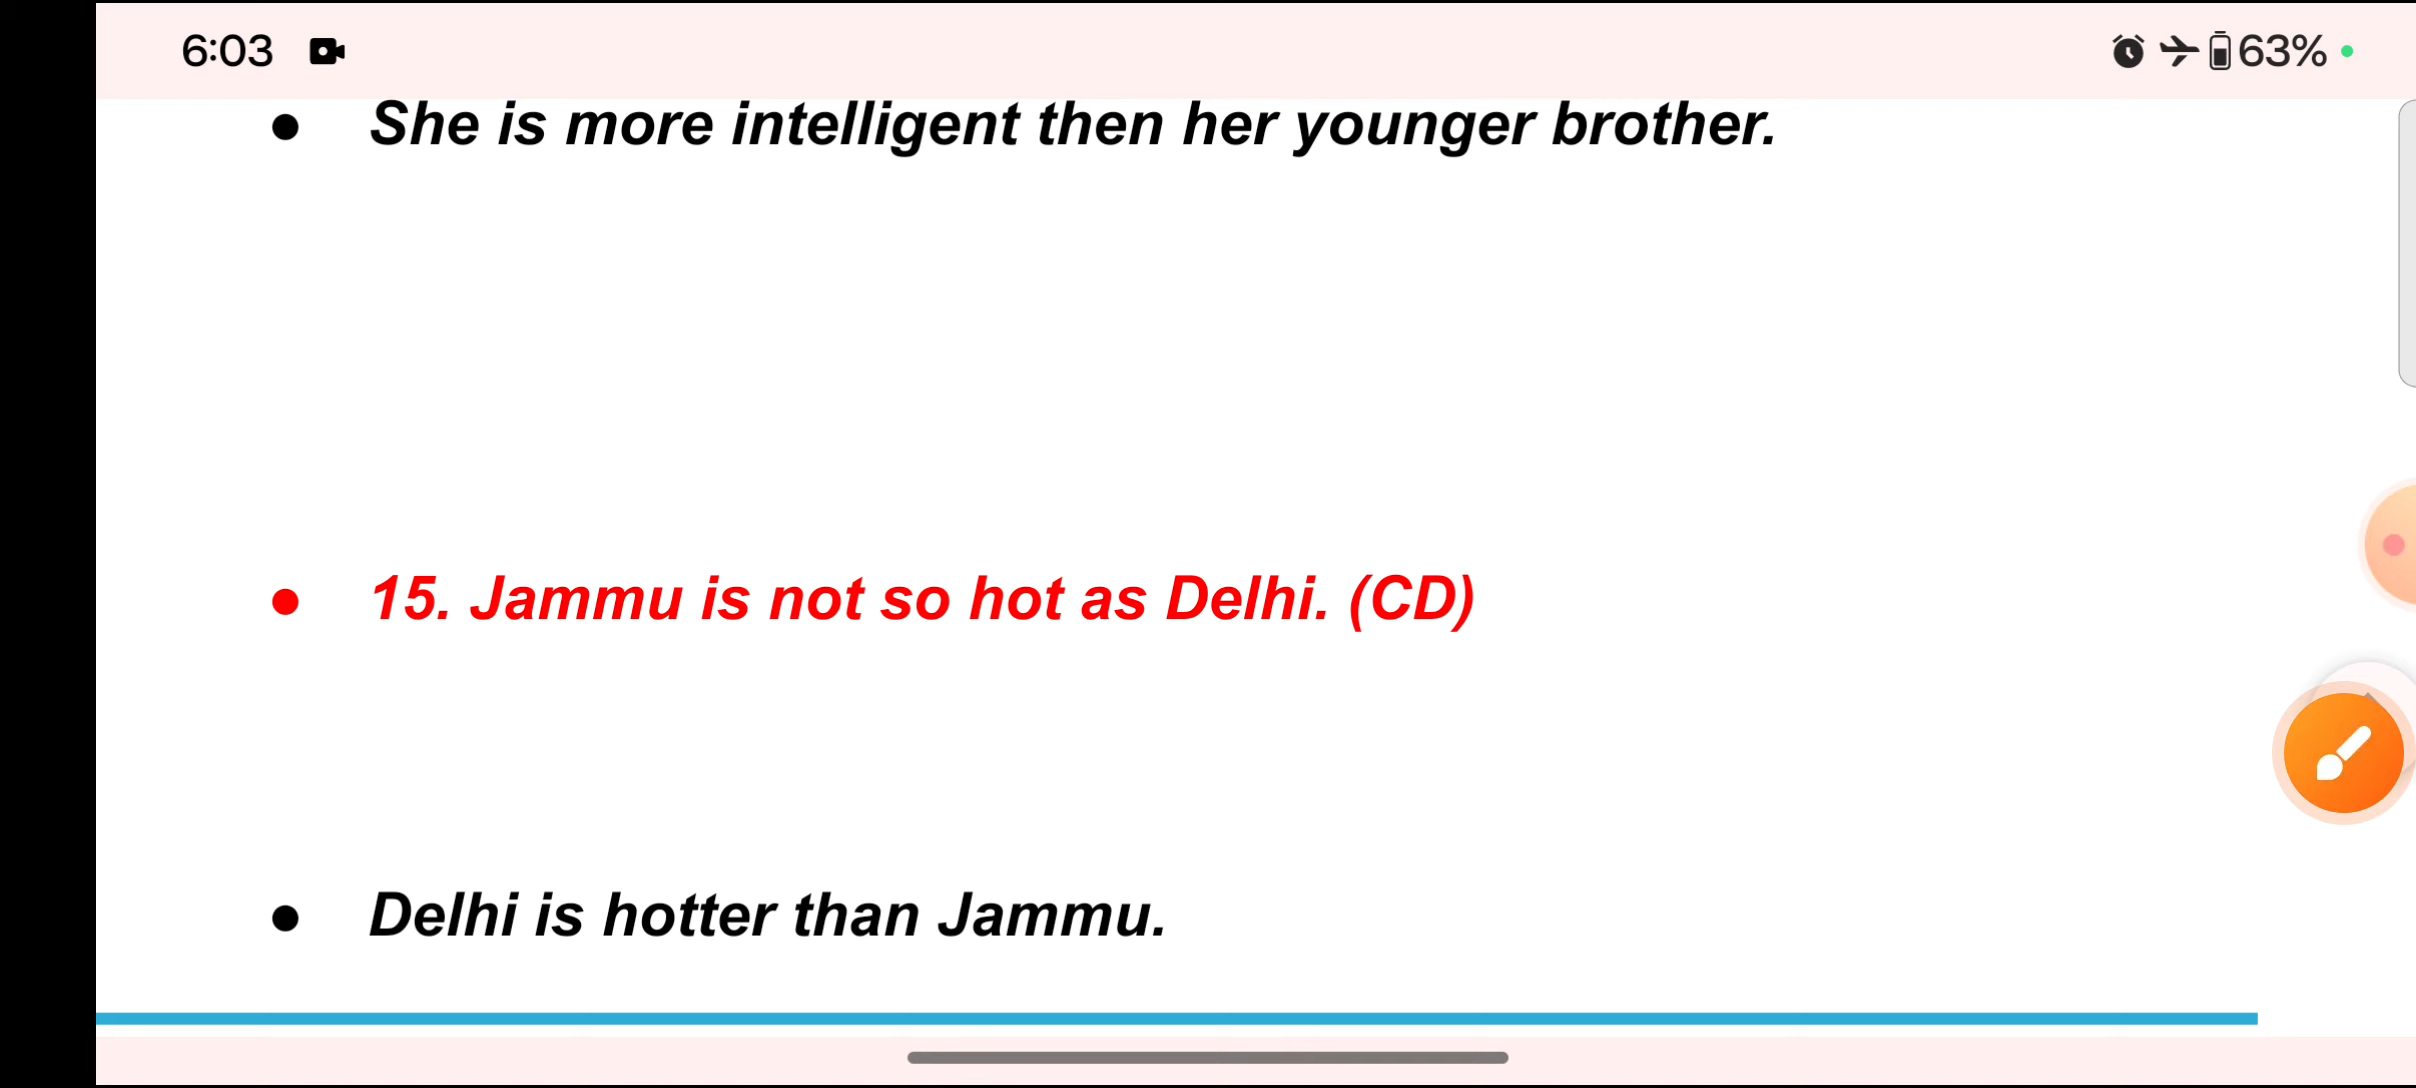 6:03 63%
● She is more intelligent then her younger brother.
● 15. Jammu is not so hot as Delhi. (CD)
● Delhi is hotter than Jammu.